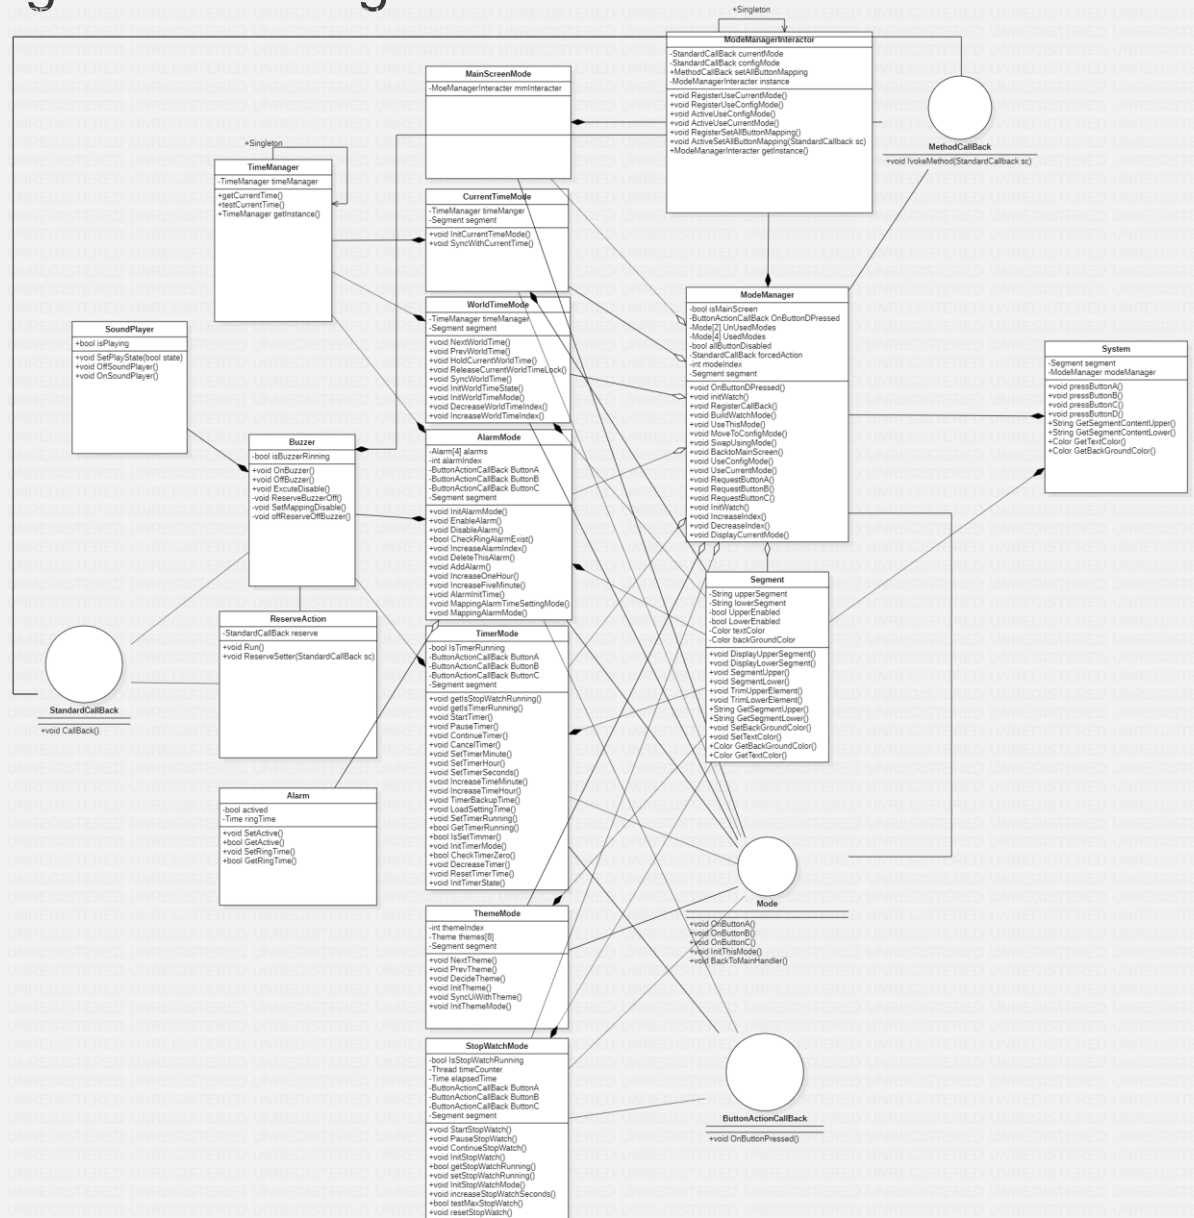 +Singleton
ModeManagerInteractor
-StandardCallBack currentMode
-StandardCallBack configMode
+MethodCallBack setAllButtonMapping
-ModeManagerInteracter instance
+void RegisterUseCurrentMode()
+void RegisterUseConfigMode()
+void ActiveUseConfigMode()
+void ActiveUseCurrentMode()
+void RegisterSetAllButtonMapping()
+void ActiveSetAllButtonMapping(StandardCallback sc)
+ModeManagerInteracter getInstance()
MethodCallBack
+void IvokeMethod(StandardCallback sc)
MainScreenMode
-MoeManagerInteracter mmInteracter
+Singleton
TimeManager
-TimeManager timeManager
+getCurrentTime()
+testCurrentTime()
+TimeManager getInstance()
CurrentTimeMode
-TimeManager timeManger
-Segment segment
+void InitCurrentTimeMode()
+void SyncWithCurrentTime()
WorldTimeMode
-TimeManager timeManager
-Segment segment
+void NextWorldTime()
+void PrevWorldTime()
+void HoldCurrentWorldTime()
+void ReleaseCurrentWorldTimeLock()
+void SyncWorldTime()
+void InitWorldTimeState()
+void InitWorldTimeMode()
+void DecreaseWorldTimeIndex()
+void IncreaseWorldTimeIndex()
ModeManager
-bool isMainScreen
-ButtonActionCallBack OnButtonDPressed
-Mode[2] UnUsedModes
-Mode[4] UsedModes
-bool allButtonDisabled
-StandardCallBack forcedAction
-int modeIndex
-Segment segment
+void OnButtonDPressed()
+void initWatch()
+void RegisterCallBack()
+void BuildWatchMode()
+void UseThisMode()
+void MoveToConfigMode()
+void SwapUsingMode()
+void BacktoMainScreen()
+void UseConfigMode()
+void UseCurrentMode()
+void RequestButtonA()
+void RequestButtonB()
+void RequestButtonC()
+void InitWatch()
+void IncreaseIndex()
+void DecreaseIndex()
+void DisplayCurrentMode()
System
-Segment segment
-ModeManager modeManager
+void pressButtonA()
+void pressButtonB()
+void pressButtonC()
+void pressButtonD()
+String GetSegmentContentUpper()
+String GetSegmentContentLower()
+Color GetTextColor()
+Color GetBackGroundColor()
SoundPlayer
+bool isPlaying
+void SetPlayState(bool state)
+void OffSoundPlayer()
+void OnSoundPlayer()
Buzzer
-bool isBuzzerRinning
+void OnBuzzer()
+void OffBuzzer()
+void ExcuteDisable()
-void ReserveBuzzerOff()
-void SetMappingDisable()
-void offReserveOffBuzzer()
AlarmMode
-Alarm[4] alarms
-int alarmIndex
-ButtonActionCallBack ButtonA
-ButtonActionCallBack ButtonB
-ButtonActionCallBack ButtonC
-Segment segment
+void InitAlarmMode()
+void EnableAlarm()
+void DisableAlarm()
+bool CheckRingAlarmExist()
+void IncreaseAlarmIndex()
+void DeleteThisAlarm()
+void AddAlarm()
+void IncreaseOneHour()
+void IncreaseFiveMinute()
+void AlarmInitTime()
+void MappingAlarmTimeSettingMode()
+void MappingAlarmMode()
Segment
-String upperSegment
-String lowerSegment
-bool UpperEnabled
-bool LowerEnabled
-Color textColor
-Color backGroundColor
+void DisplayUpperSegment()
+void DisplayLowerSegment()
+void SegmentUpper()
+void SegmentLower()
+void TrimUpperElement()
+void TrimLowerElement()
+String GetSegmentUpper()
+String GetSegmentLower()
+void SetBackGroundColor()
+void SetTextColor()
+Color GetBackGroundColor()
+Color GetTextColor()
ReserveAction
-StandardCallBack reserve
+void Run()
+void ReserveSetter(StandardCallBack sc)
StandardCallBack
+void CallBack()
TimerMode
-bool IsTimerRunning
-ButtonActionCallBack ButtonA
-ButtonActionCallBack ButtonB
-ButtonActionCallBack ButtonC
-Segment segment
+void getIsStopWatchRunning()
+void getIsTimerRunning()
+void StartTimer()
+void PauseTimer()
+void ContinueTimer()
+void CancelTimer()
+void SetTimerMinute()
+void SetTimerHour()
+void SetTimerSeconds()
+void IncreaseTimeMinute()
+void IncreaseTimeHour()
+void TimerBackupTime()
+void LoadSettingTime()
+void SetTimerRunning()
+bool GetTimerRunning()
+bool IsSetTimmer()
+void InitTimerMode()
+bool CheckTimerZero()
+void DecreaseTimer()
+void ResetTimerTime()
+void InitTimerState()
Alarm
-bool actived
-Time ringTime
+void SetActive()
+bool GetActive()
+void SetRingTime()
+bool GetRingTime()
Mode
+void OnButtonA()
+void OnButtonB()
+void OnButtonC()
+void InitThisMode()
+void BackToMainHandler()
ThemeMode
-int themeIndex
-Theme themes[8]
-Segment segment
+void NextTheme()
+void PrevTheme()
+void DecideTheme()
+void InitTheme()
+void SyncUiWithTheme()
+void InitThemeMode()
StopWatchMode
-bool IsStopWatchRunning
-Thread timeCounter
-Time elapsedTime
-ButtonActionCallBack ButtonA
-ButtonActionCallBack ButtonB
-ButtonActionCallBack ButtonC
-Segment segment
+void StartStopWatch()
+void PauseStopWatch()
+void ContinueStopWatch()
+void InitStopWatch()
+bool getStopWatchRunning()
+void setStopWatchRunning()
+void InitStopWatchMode()
+void increaseStopWatchSeconds()
+bool testMaxStopWatch()
+void resetStopWatch()
ButtonActionCallBack
+void OnButtonPressed()